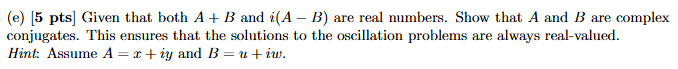 (e) [5 pts] Given that both A + B and i(A − B) are real numbers. Show that A and B are complex
conjugates. This ensures that the solutions to the oscillation problems are always real-valued.
Hint: Assume A = x + iy and B = u + iw.